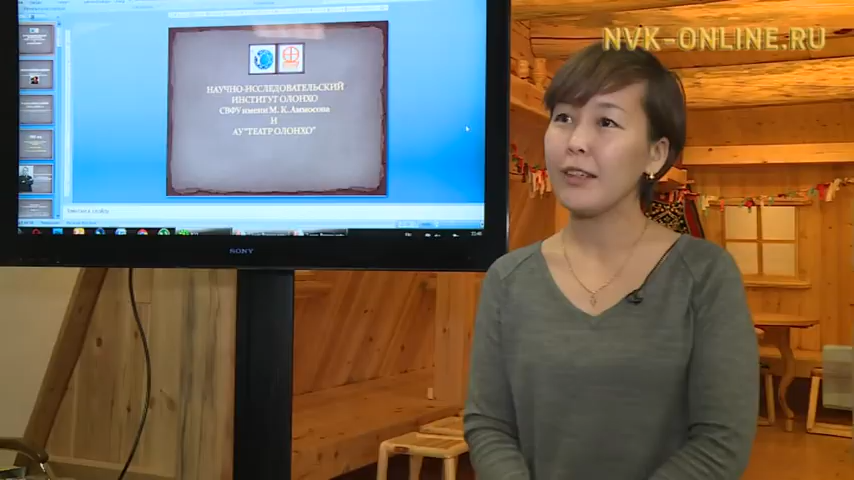 NVK-ONLINE.RU
НАУЧНО-ИССЛЕДОВАТЕЛЬСКИЙ
ИНСТИТУТ ОЛОНХО
СВФУ имени М. К. Аммосова
И
АУ"ТЕАТР ОЛОНХО"
SONY